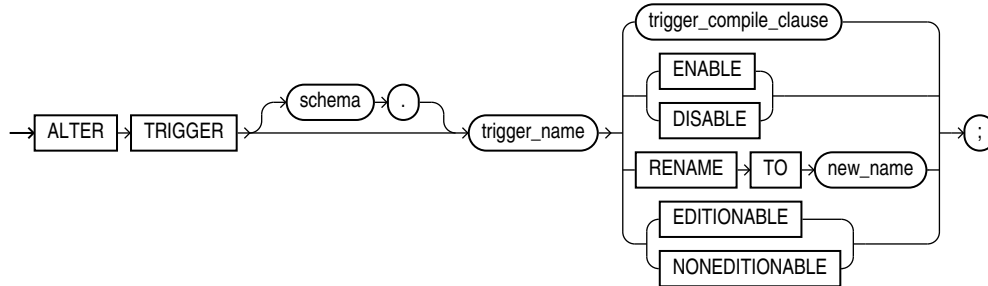 trigger_compile_clause
ENABLE
schema .
DISABLE
ALTER TRIGGER trigger_name ;
RENAME TO new_name
EDITIONABLE
NONEDITIONABLE